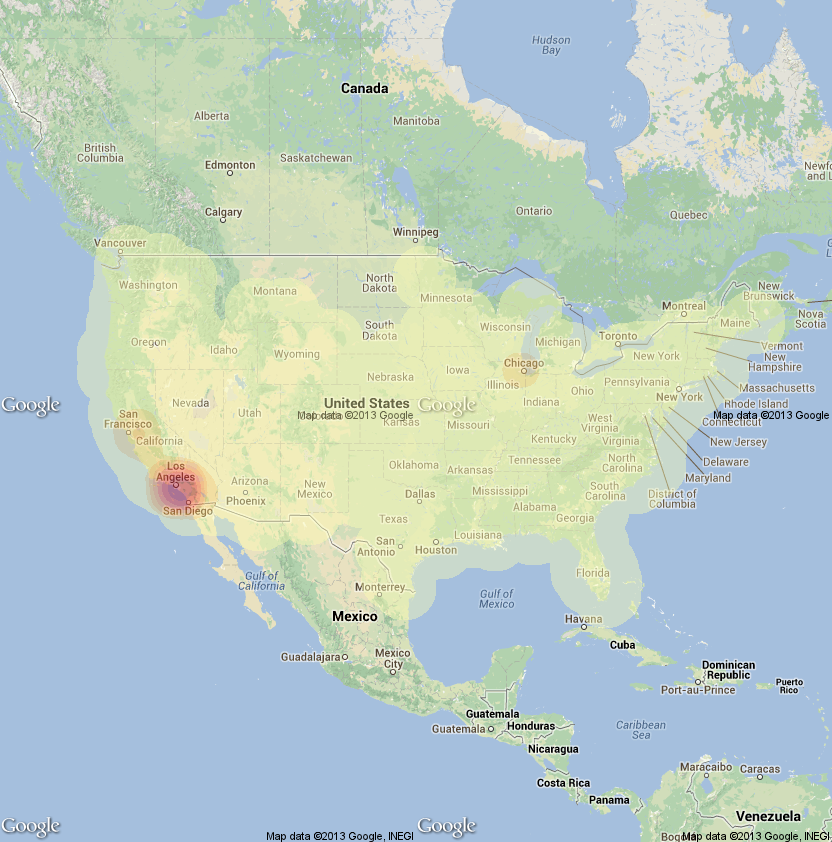 Hudson
Bay
Canada
Alberta
Manitoba
British
Columbia
Saskatchewan
Edmonton
Newfo
and L
Calgary
Ontario
Quebec
Winnipeg
Vancouver
Washington
Montana
North
Dakota
Minnesota
Montreal
New
Brunswick
Nova
Scotia
Maine
Oregon
Idaho
Wyoming
South
Dakota
Wisconsin
Michigan
Toronto
Vermont
New
Hampshire
New York
Chicago
Iowa
Nebraska
Illinois
Indiana
Ohio
Pennsylvania
Massachusetts
Rhode Island
New York
Connecticut
Google
Nevada
Utah
United States
Map data ©2013 Google
Google
Kansas
Missouri
West
Virginia
Virginia
Kentucky
Map data ©2013 Google
San
Francisco
California
New Jersey
Delaware
Maryland
Los
Angeles
Arizona
Phoenix
New
Mexico
Oklahoma
Arkansas
Tennessee
North
Carolina
South
Carolina
District of
Columbia
San Diego
Dallas
Mississippi
Alabama
Georgia
Texas
San
Antonio
Houston
Louisiana
Gulf of
California
Monterrey
Gulf of
Mexico
Florida
Mexico
Havana
Cuba
Guadalajara
Mexico
City
Dominican
Republic
Port-au-Prince
Puerto
Rico
Guatemala
Guatemala
Honduras
Nicaragua
Caribbean
Sea
Costa Rica
Panama
Maracaibo
Caracas
Venezuela
Google
Map data ©2013 Google, INEGI
Google
Map data ©2013 Google, INEGI